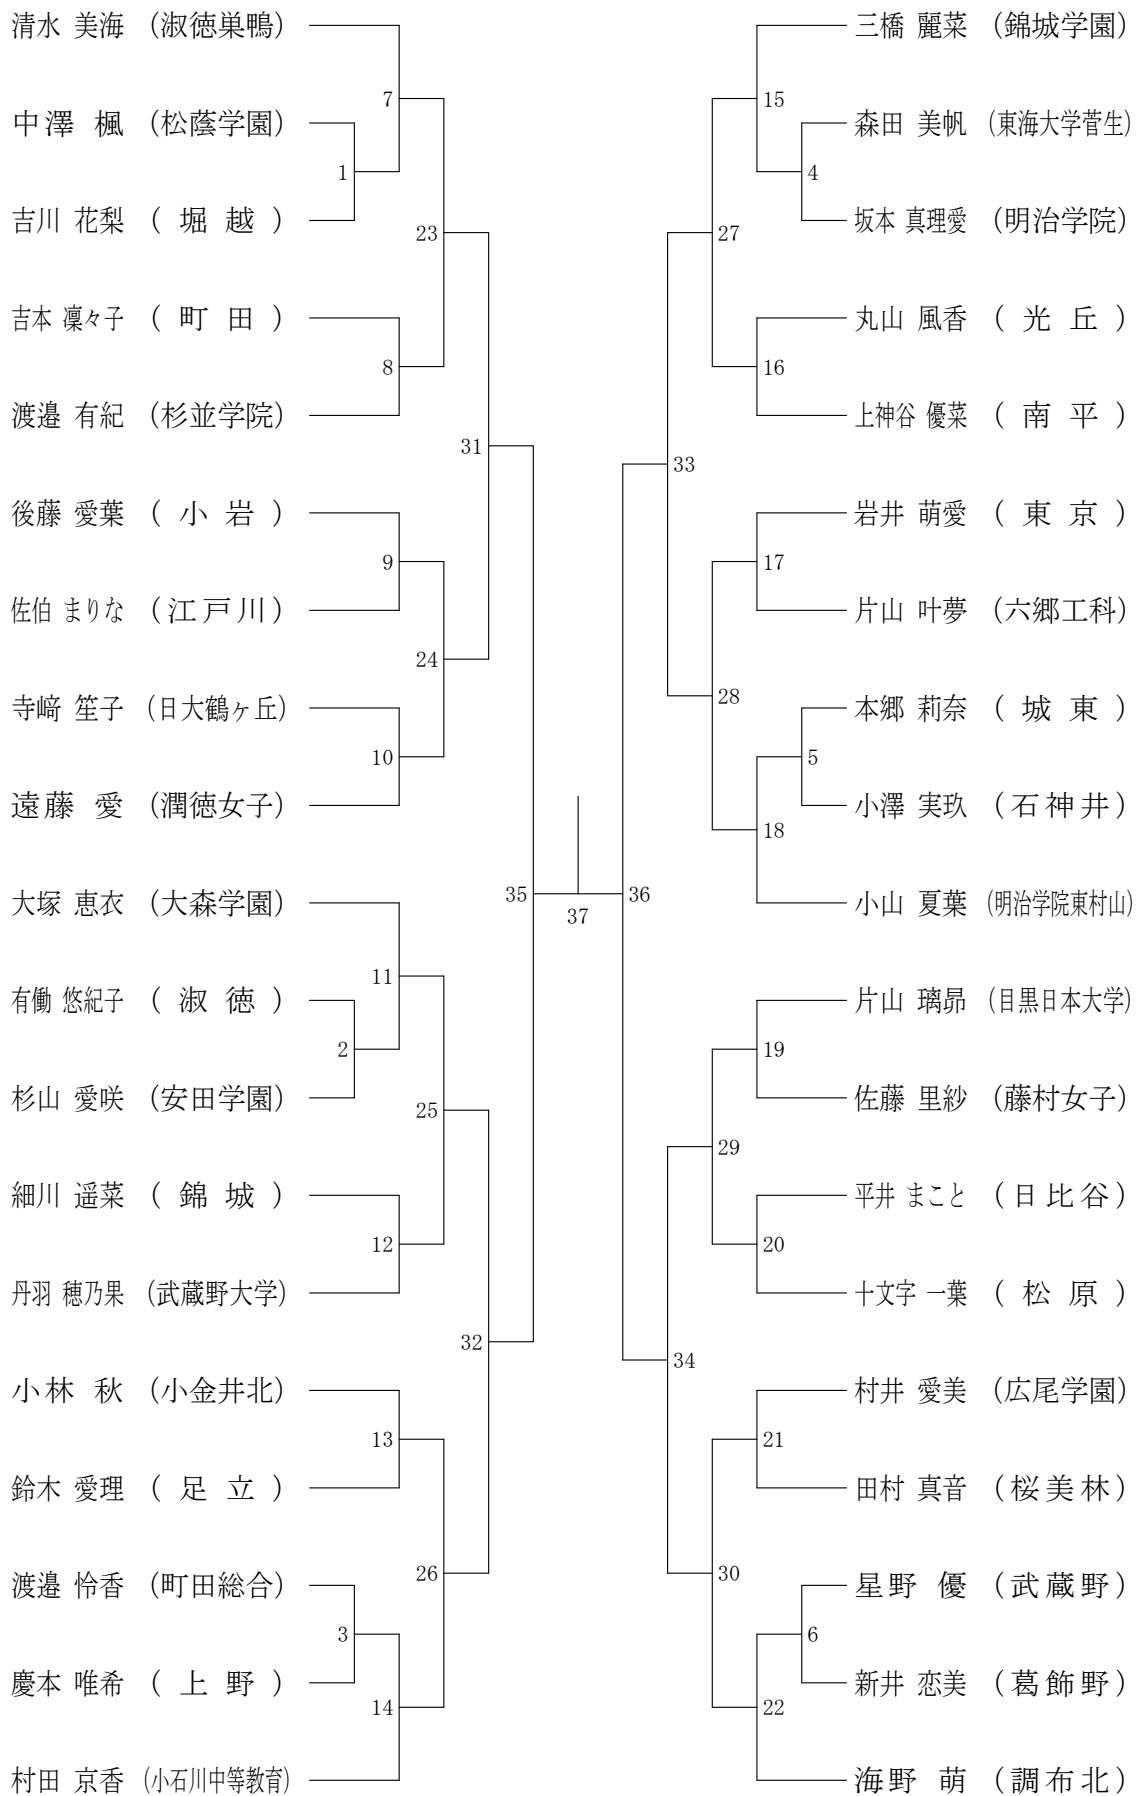 清水 美海 (淑徳巣鴨)
中澤 楓 (松蔭学園)
吉川 花梨 (堀越)
吉本 凜々子 (町田)
渡邉 有紀 (杉並学院)
後藤 愛葉 (小岩)
佐伯 まりな (江戸川)
寺﨑 笙子 (日大鶴ヶ丘)
遠藤 愛 (潤徳女子)
大塚 恵衣 (大森学園)
有働 悠紀子 (淑徳)
杉山 愛咲 (安田学園)
細川 遥菜 (錦城)
丹羽 穂乃果 (武蔵野大学)
小林 秋 (小金井北)
鈴木 愛理 (足立)
渡邉 怜香 (町田総合)
慶本 唯希 (上野)
村田 京香 (小石川中等教育)
7
1
23
8
31
9
24
10
35
11
2
25
12
32
13
26
3
14
37
36
15
4
27
16
33
17
28
5
18
19
29
20
34
21
30
6
22
三橋 麗菜 (錦城学園)
森田 美帆 (東海大学菅生)
坂本 真理愛 (明治学院)
丸山 風香 (光丘)
上神谷 優菜 (南平)
岩井 萌愛 (東京)
片山 叶夢 (六郷工科)
本郷 莉奈 (城東)
小澤 実玖 (石神井)
小山 夏葉 (明治学院東村山)
片山 璃昴 (目黒日本大学)
佐藤 里紗 (藤村女子)
平井 まこと (日比谷)
十文字 一葉 (松原)
村井 愛美 (広尾学園)
田村 真音 (桜美林)
星野 優 (武蔵野)
新井 恋美 (葛飾野)
海野 萌 (調布北)